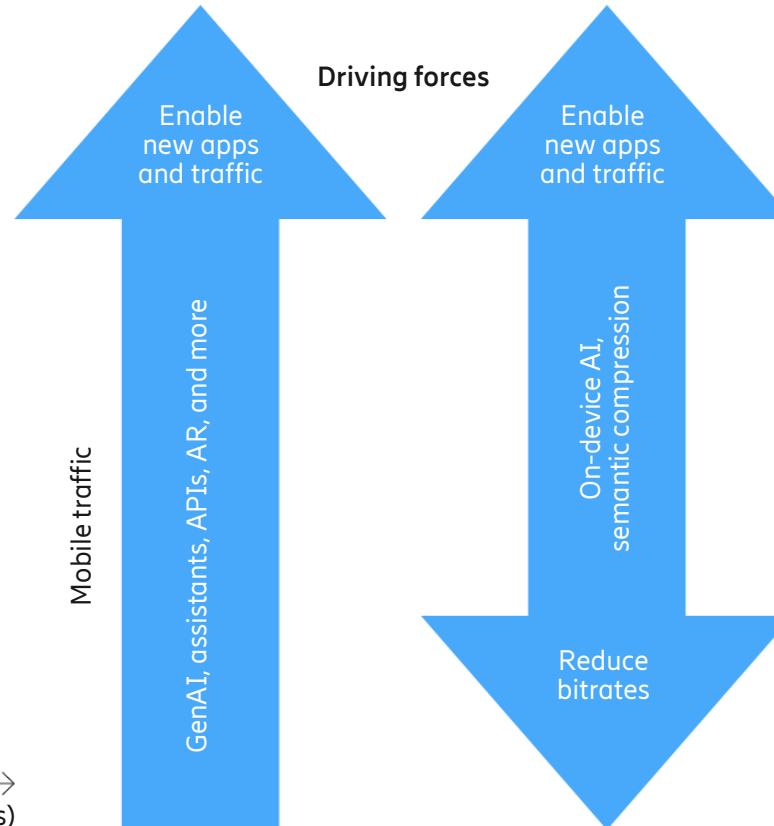 Driving forces
Enable
new apps
and traffic
Enable
new apps
and traffic
Mobile traffic
GenAI, assistants, APIs, AR, and more
On-device AI,
semantic compression
Reduce
bitrates
s)